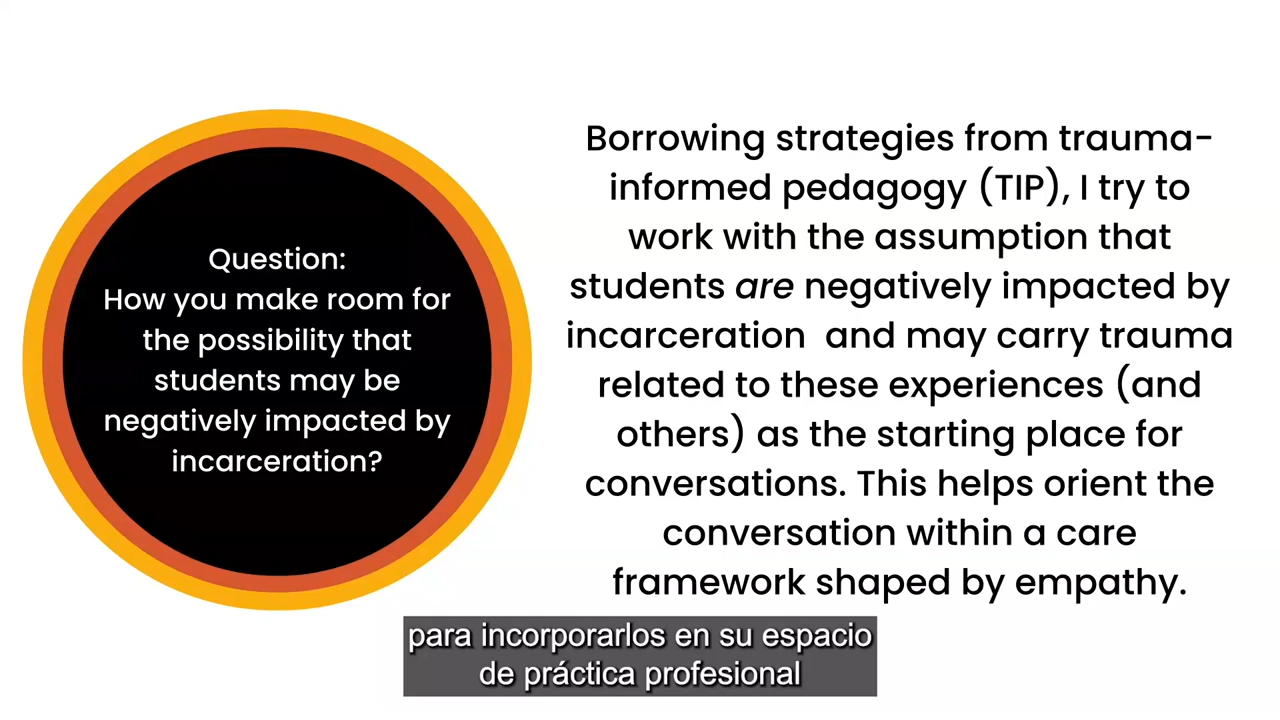 Question:
How you make room for
the possibility that
students may be
negatively impacted by
incarceration?
Borrowing strategies from trauma-
informed pedagogy (TIP), I try to
work with the assumption that
students are negatively impacted by
incarceration and may carry trauma
related to these experiences (and
others) as the starting place for
conversations. This helps orient the
conversation within a care
framework shaped by empathy.
para incorporarlos en su espacio
de práctica profesional